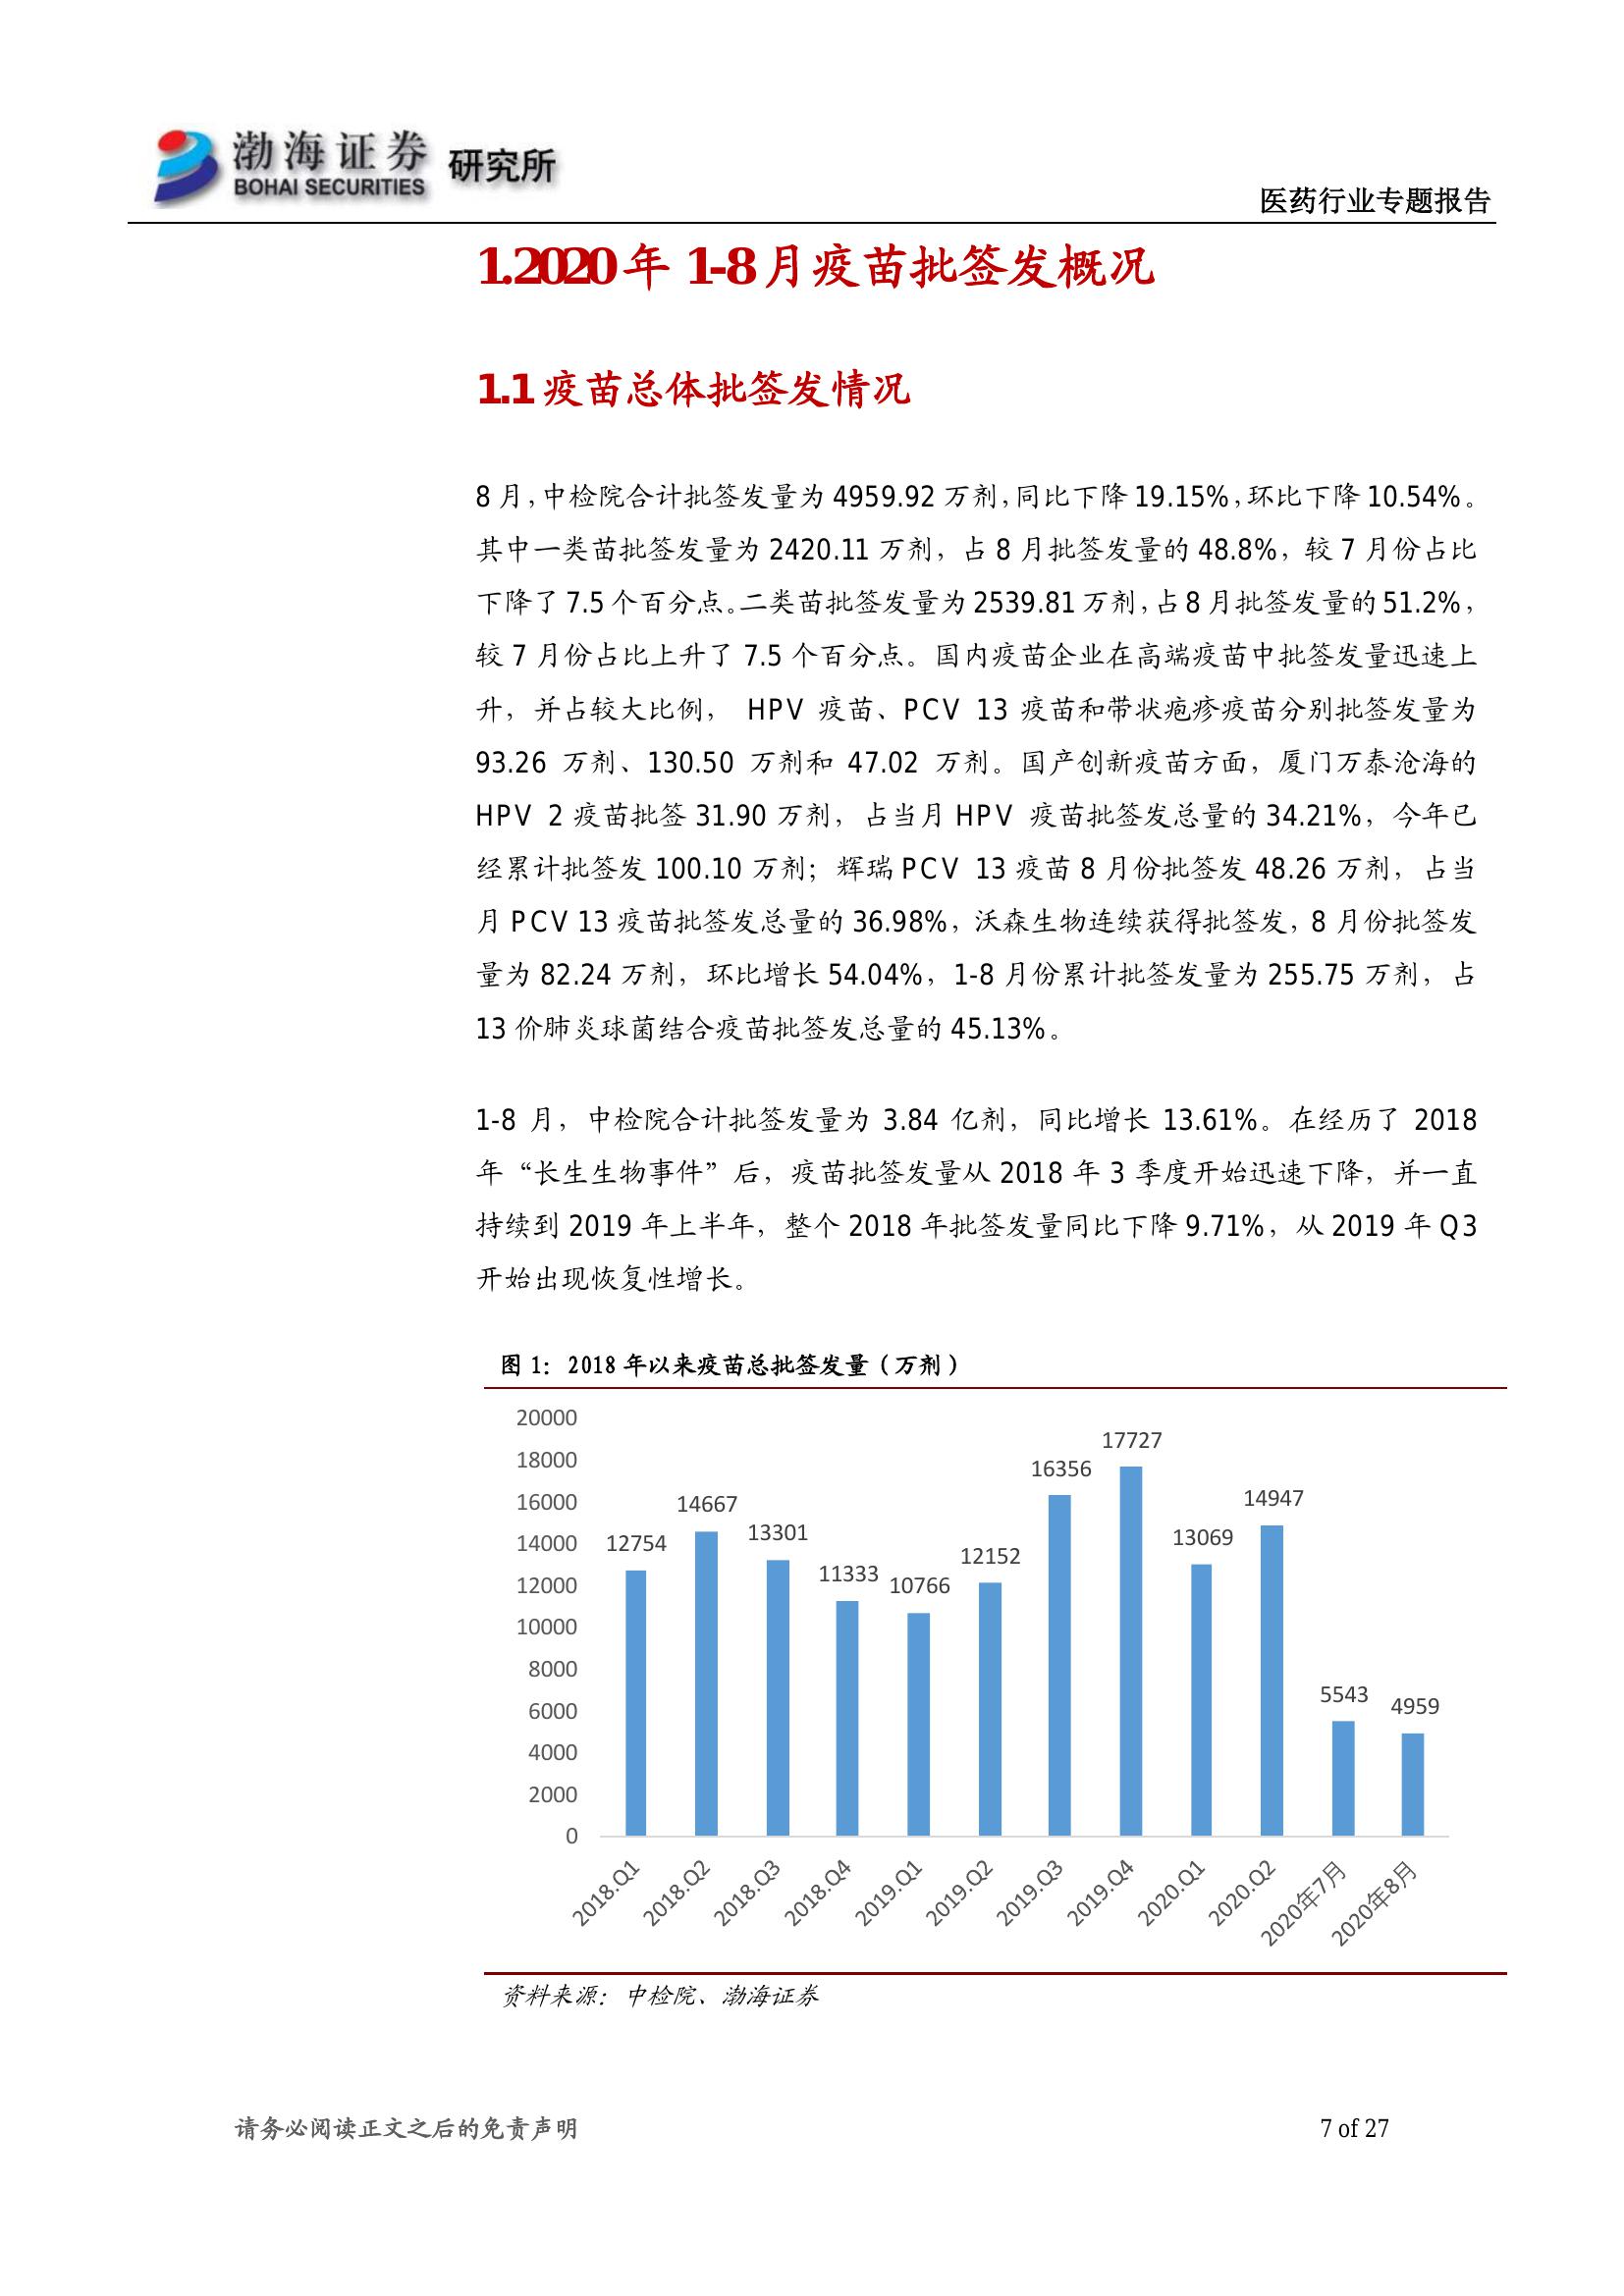 渤海证券 研究所
BOHAI SECURITIES
医药行业专题报告
1.2020年 1-8月疫苗批签发概况
1.1 疫苗总体批签发情况
8 月，中检院合计批签发量为 4959.92 万剂，同比下降 19.15%，环比下降 10.54%。
其中一类苗批签发量为 2420.11 万剂，占 8 月批签发量的 48.8%，较 7 月份占比
下降了 7.5 个百分点。二类苗批签发量为 2539.81 万剂，占 8 月批签发量的 51.2%，
较 7 月份占比上升了 7.5 个百分点。国内疫苗企业在高端疫苗中批签发量迅速上
升，并占较大比例， HPV 疫苗、PCV 13 疫苗和带状疱疹疫苗分别批签发量为
93.26 万剂、130.50 万剂和 47.02 万剂。国产创新疫苗方面，厦门万泰沧海的
HPV 2 疫苗批签 31.90 万剂，占当月 HPV 疫苗批签发总量的 34.21%，今年已
经累计批签发 100.10 万剂；辉瑞 PCV 13 疫苗 8 月份批签发 48.26 万剂，占当
月 PCV 13 疫苗批签发总量的 36.98%，沃森生物连续获得批签发，8 月份批签发
量为 82.24 万剂，环比增长 54.04%，1-8 月份累计批签发量为 255.75 万剂，占
13 价肺炎球菌结合疫苗批签发总量的 45.13%。
1-8 月，中检院合计批签发量为 3.84 亿剂，同比增长 13.61%。在经历了 2018
年“长生生物事件”后，疫苗批签发量从 2018 年 3 季度开始迅速下降，并一直
持续到 2019 年上半年，整个 2018 年批签发量同比下降 9.71%，从 2019 年 Q3
开始出现恢复性增长。
图 1：2018 年以来疫苗总批签发量（万剂）
20000
18000
16000
14000
12000
10000
8000
6000
4000
2000
0
12754
14667
13301
11333
10766
12152
16356
17727
13069
14947
5543
4959
2018.Q1
2018.Q2
2018.Q3
2018.Q4
2019.Q1
2019.Q2
2019.Q3
2019.Q4
2020.Q1
2020.Q2
2020年7月
2020年8月
资料来源：中检院、渤海证券
请务必阅读正文之后的免责声明
7 of 27